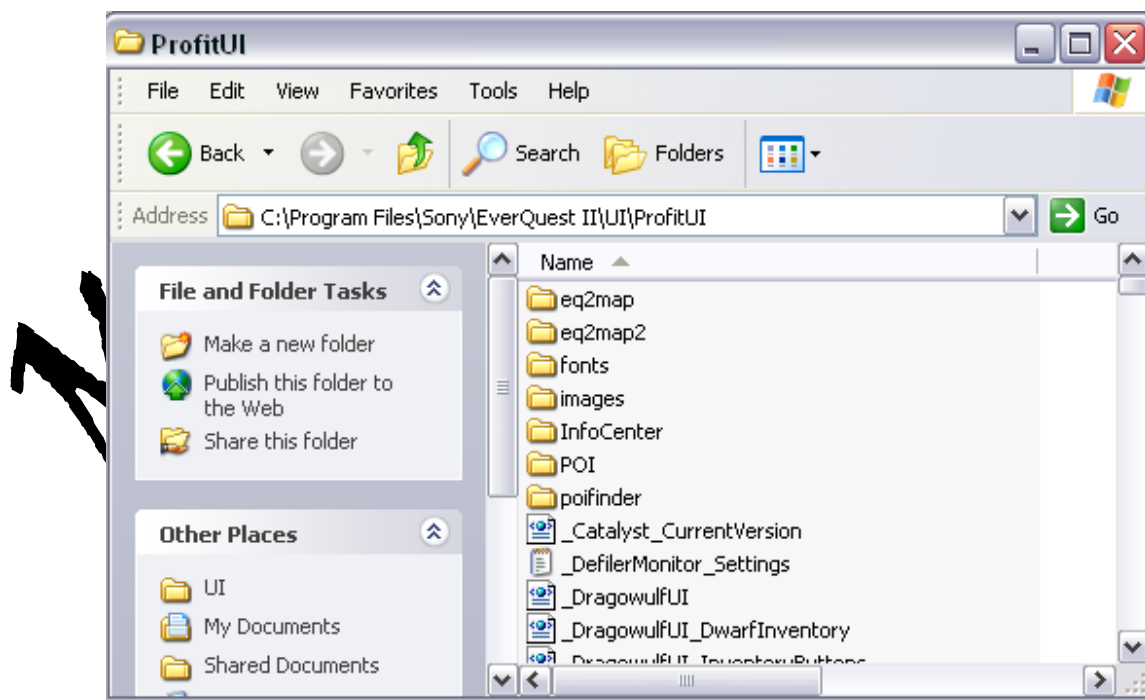 ProfitUI
File Edit View Favorites Tools Help
Back Search Folders
Address C:\Program Files\Sony\EverQuest II\UI\ProfitUI Go
Name
File and Folder Tasks
Make a new folder
Publish this folder to
the Web
Share this folder
Other Places
UI
My Documents
Shared Documents
eq2map
eq2map2
fonts
images
InfoCenter
POI
poifinder
_Catalyst_CurrentVersion
_DefilerMonitor_Settings
_DragowulfUI
_DragowulfUI_DwarfInventory
_DragowulfUI_InventoryButtons